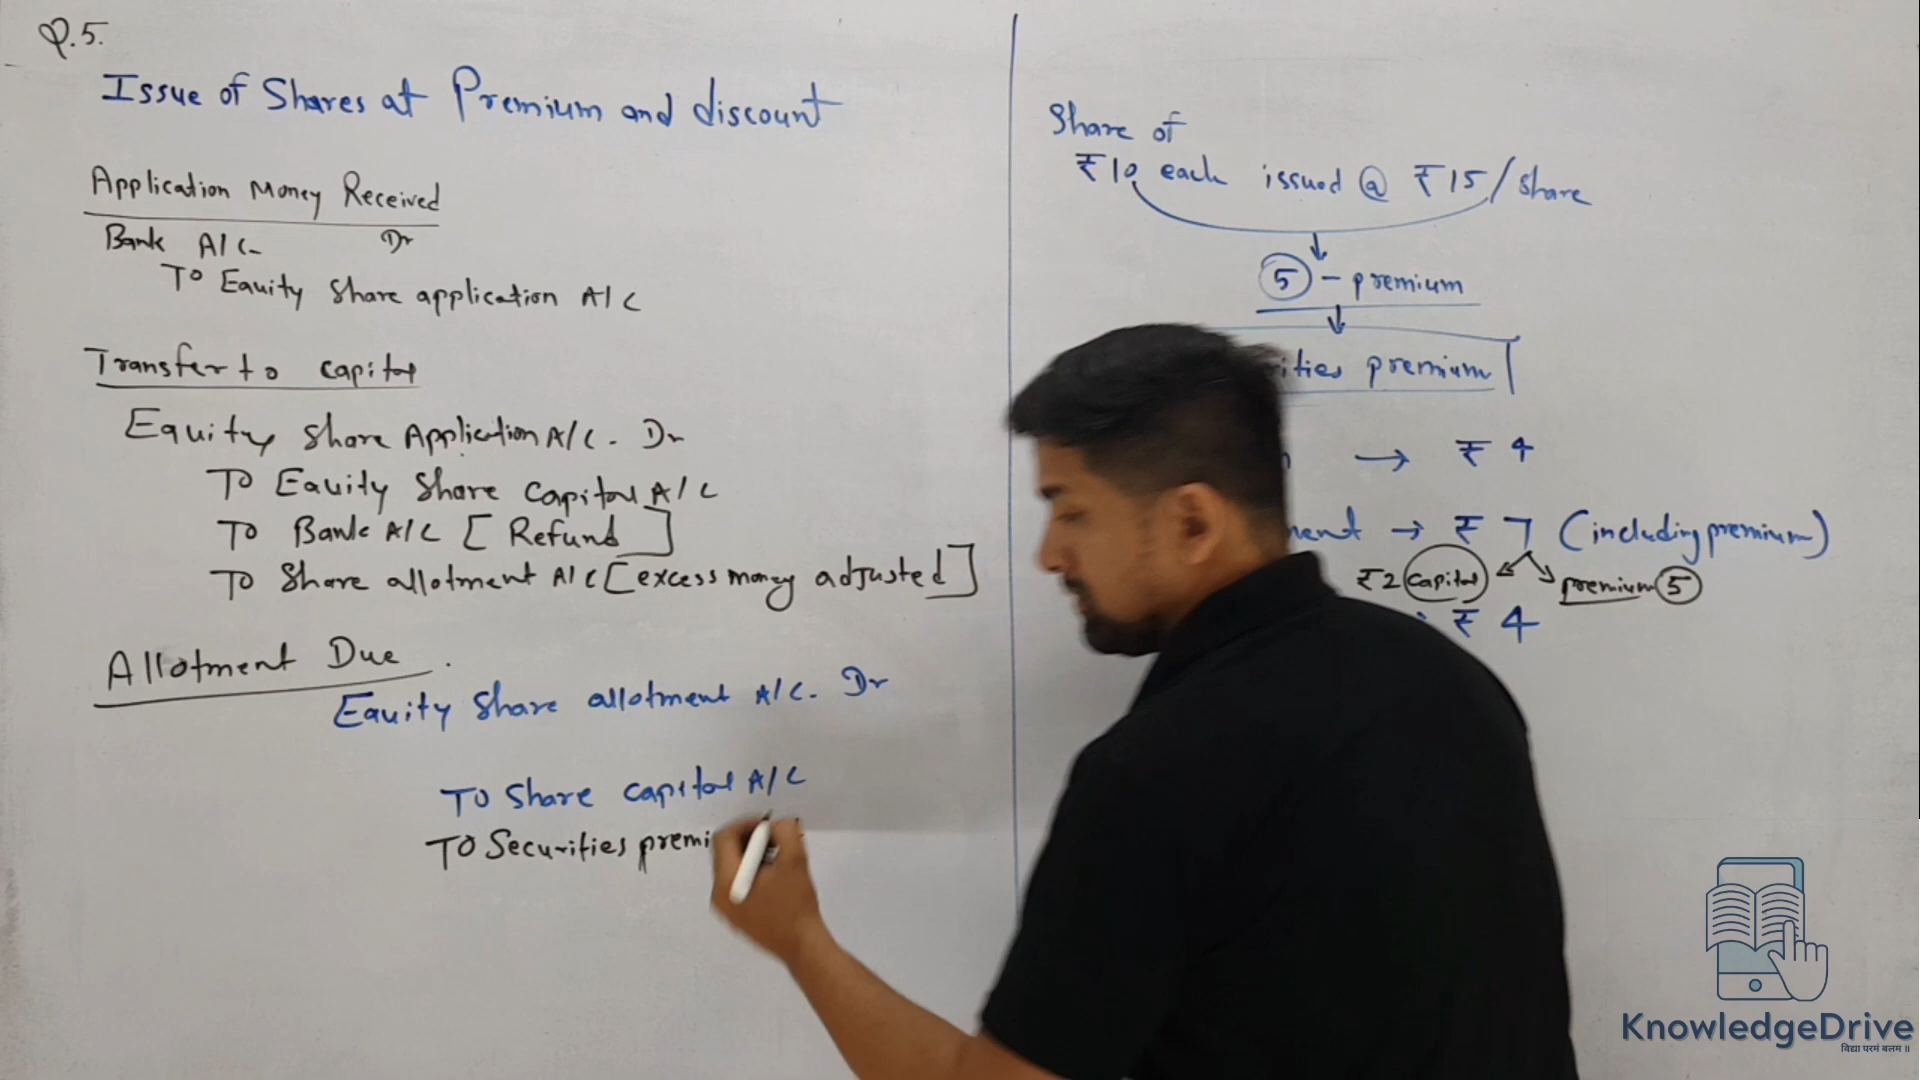 Q.5.
Issue of Shares at Premium and discount
Application Money Received
Bank A/C Dr
To Equity Share application A/C
Transfer to capital
Equity Share Application A/C. Dr
To Equity Share Capital A/C
To Bank A/C [Refund]
To Share allotment A/C [excess money adjusted]
Allotment Due.
Equity Share allotment A/C. Dr
To Share capital A/C
To Securities premi
Share of
₹10 each issued @ ₹15/share
5 - premium
ities premium
→ ₹4
ment → ₹7 (including premium)
₹2 capital premium 5
₹4
KnowledgeDrive
विद्या परमं बलम ॥